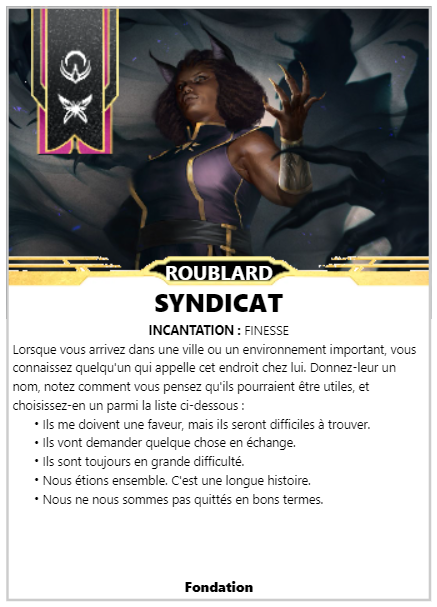 ROUBLARD
SYNDICAT
INCANTATION : FINESSE
Lorsque vous arrivez dans une ville ou un environnement important, vous
connaissez quelqu'un qui appelle cet endroit chez lui. Donnez-leur un
nom, notez comment vous pensez qu'ils pourraient être utiles, et
choisissez-en un parmi la liste ci-dessous :
• Ils me doivent une faveur, mais ils seront difficiles à trouver.
• Ils vont demander quelque chose en échange.
• Ils sont toujours en grande difficulté.
• Nous étions ensemble. C'est une longue histoire.
• Nous ne nous sommes pas quittés en bons termes.
Fondation